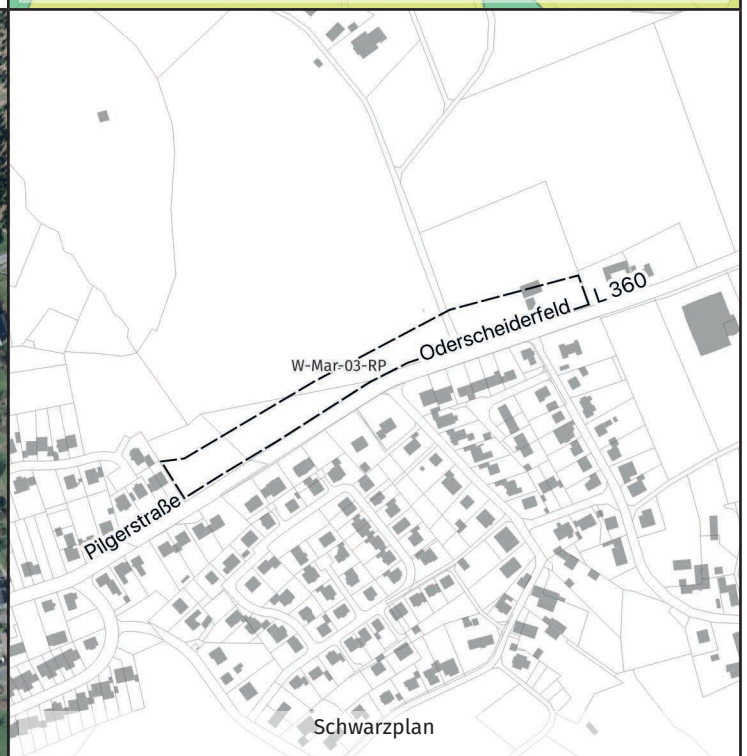 L 360
Oderscheiderfeld
W-Mar-03-RP
Pilgerstraße
Schwarzplan